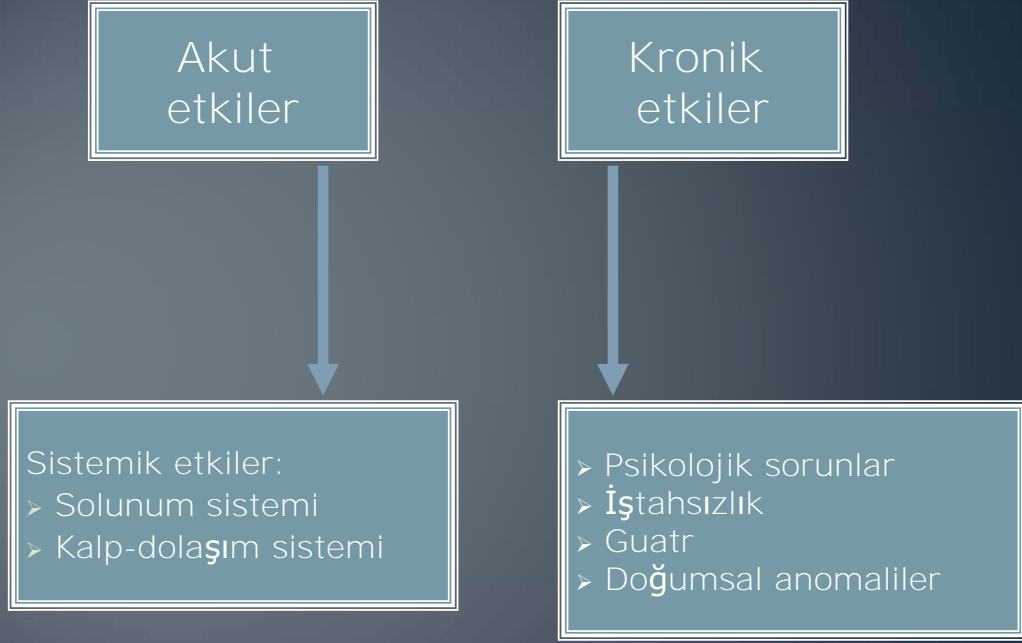 Akut
etkiler
Kronik
etkiler
Sistemik etkiler:
➢ Solunum sistemi
➢ Kalp-dolaşım sistemi
➢ Psikolojik sorunlar
➢ İştahsızlık
➢ Guatr
➢ Doğumsal anomaliler